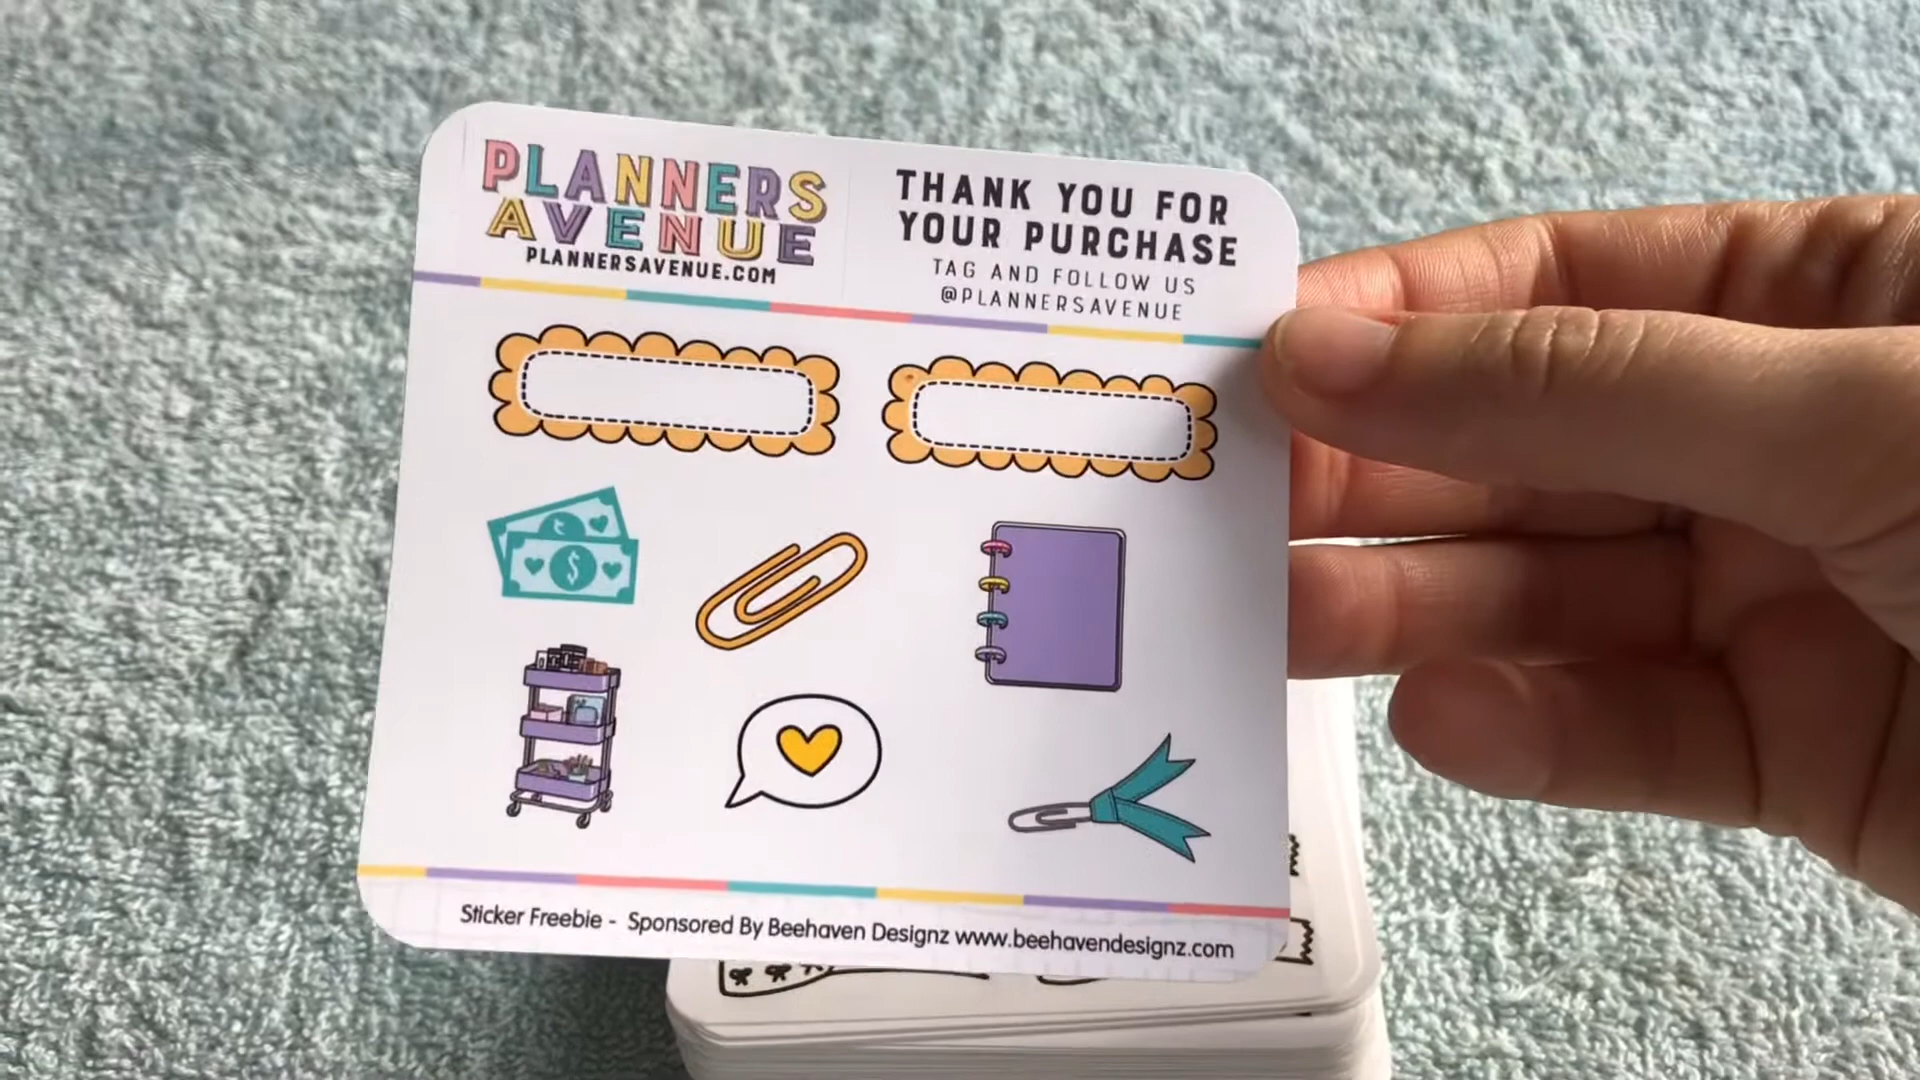 PLANNERS
AVENUE
PLANNERSAVENUE.COM
THANK YOU FOR
YOUR PURCHASE
TAG AND FOLLOW US
@PLANNERSAVENUE
$
Sticker Freebie - Sponsored By Beehaven Designz www.beehavendesignz.com